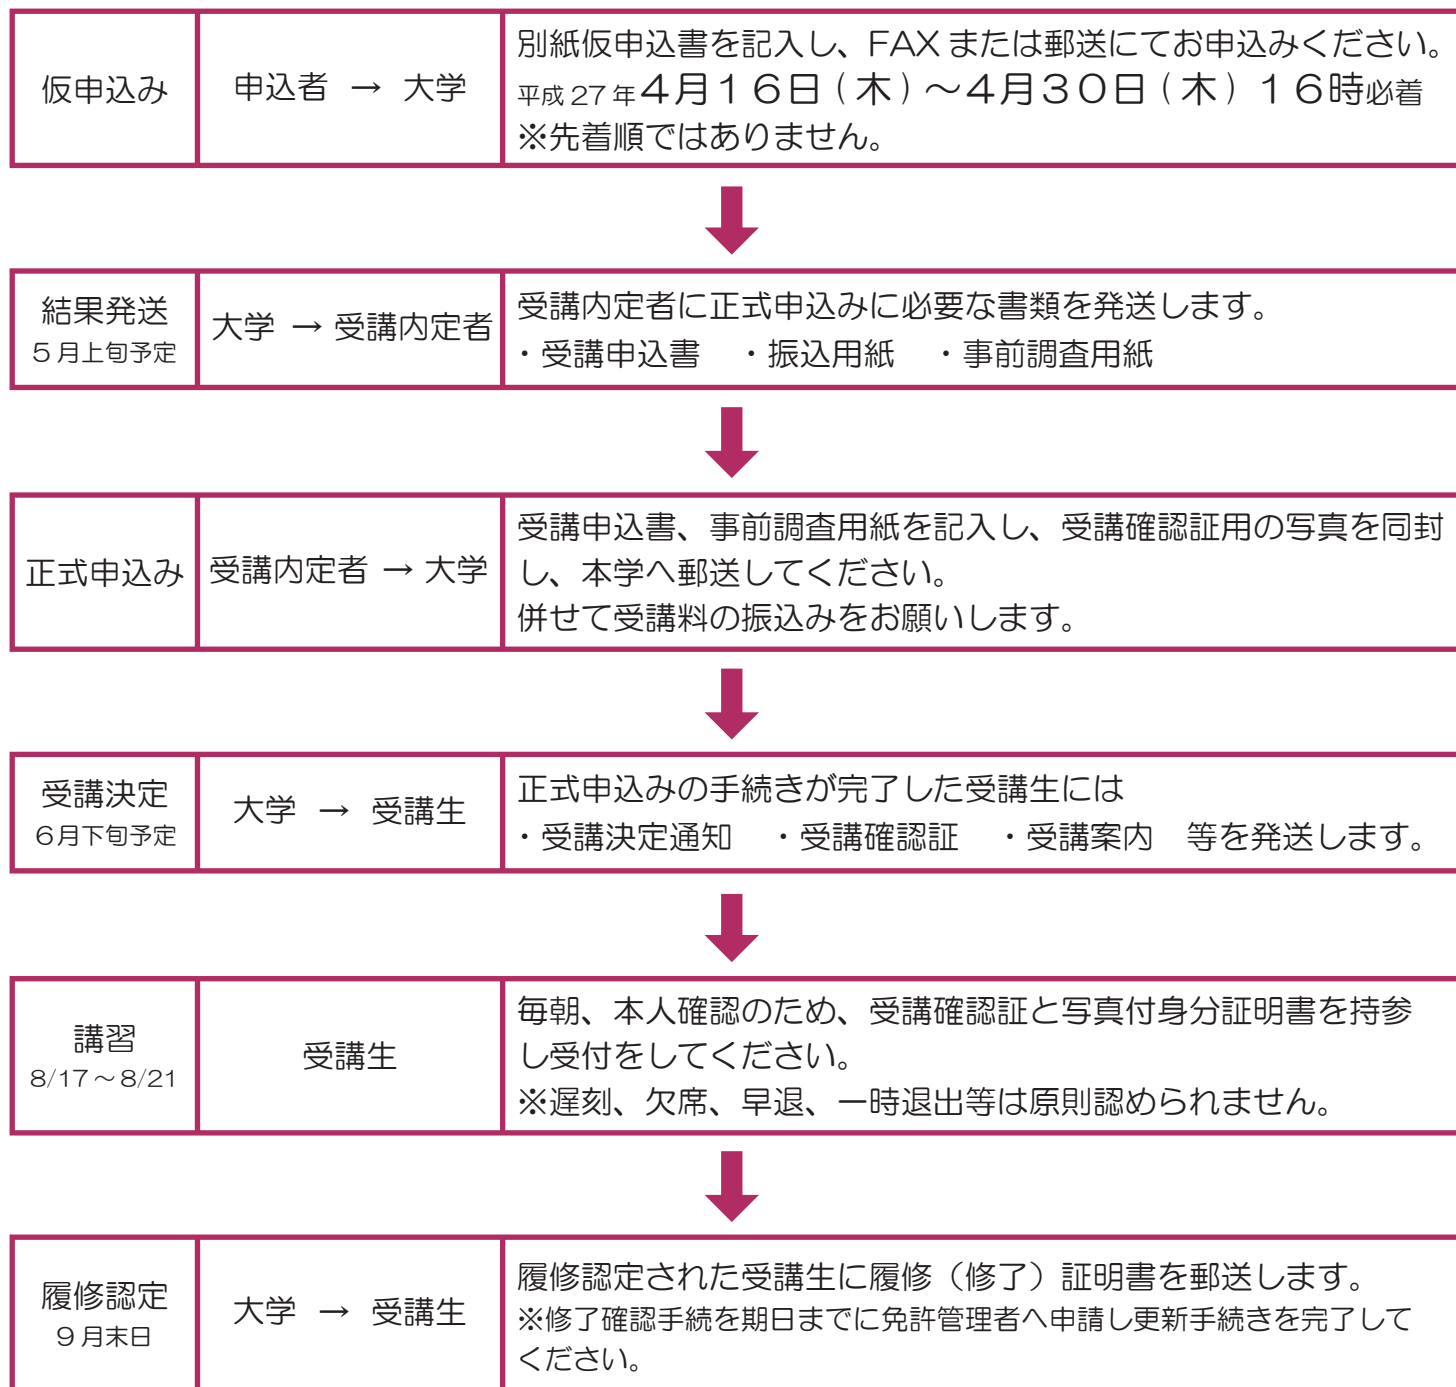 仮申込み
申込者 → 大学
別紙仮申込書を記入し、FAX または郵送にてお申込みください。
平成 27 年４月１６日（木）～４月３０日（木）１６時必着
※先着順ではありません。
結果発送
５月上旬予定
大学 → 受講内定者
受講内定者に正式申込みに必要な書類を発送します。
・受講申込書　・振込用紙　・事前調査用紙
正式申込み
受講内定者 → 大学
受講申込書、事前調査用紙を記入し、受講確認証用の写真を同封
し、本学へ郵送してください。
併せて受講料の振込みをお願いします。
受講決定
６月下旬予定
大学 → 受講生
正式申込みの手続きが完了した受講生には
・受講決定通知　・受講確認証　・受講案内　等を発送します。
講習
8/17～8/21
受講生
毎朝、本人確認のため、受講確認証と写真付身分証明書を持参
し受付をしてください。
※遅刻、欠席、早退、一時退出等は原則認められません。
履修認定
９月末日
大学 → 受講生
履修認定された受講生に履修（修了）証明書を郵送します。
※修了確認手続を期日までに免許管理者へ申請し更新手続きを完了して
ください。